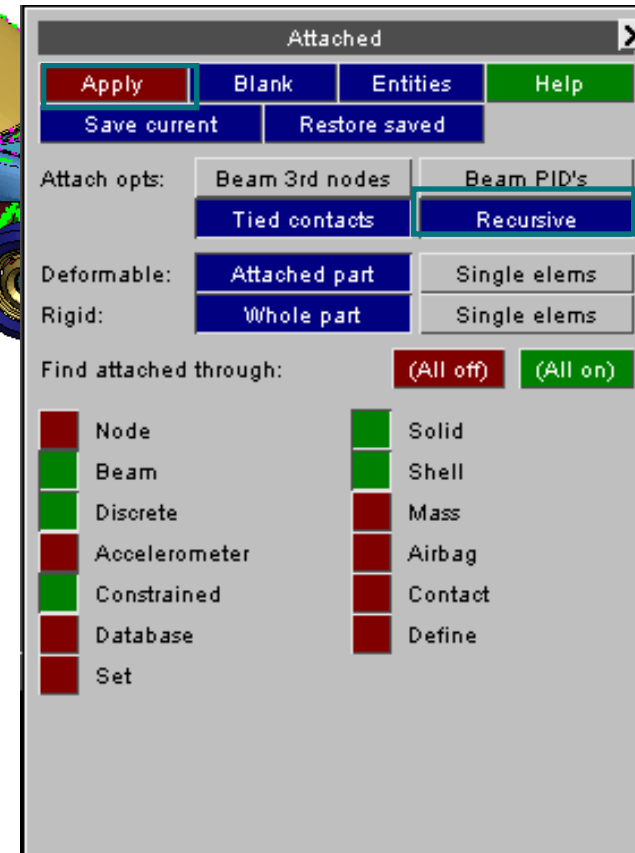 Attached X
Apply Blank Entities Help
Save current Restore saved
Attach opts: Beam 3rd nodes Beam PID's
Tied contacts Recursive
Deformable: Attached part Single elems
Rigid: Whole part Single elems
Find attached through: (All off) (All on)
Node Solid
Beam Shell
Discrete Mass
Accelerometer Airbag
Constrained Contact
Database Define
Set